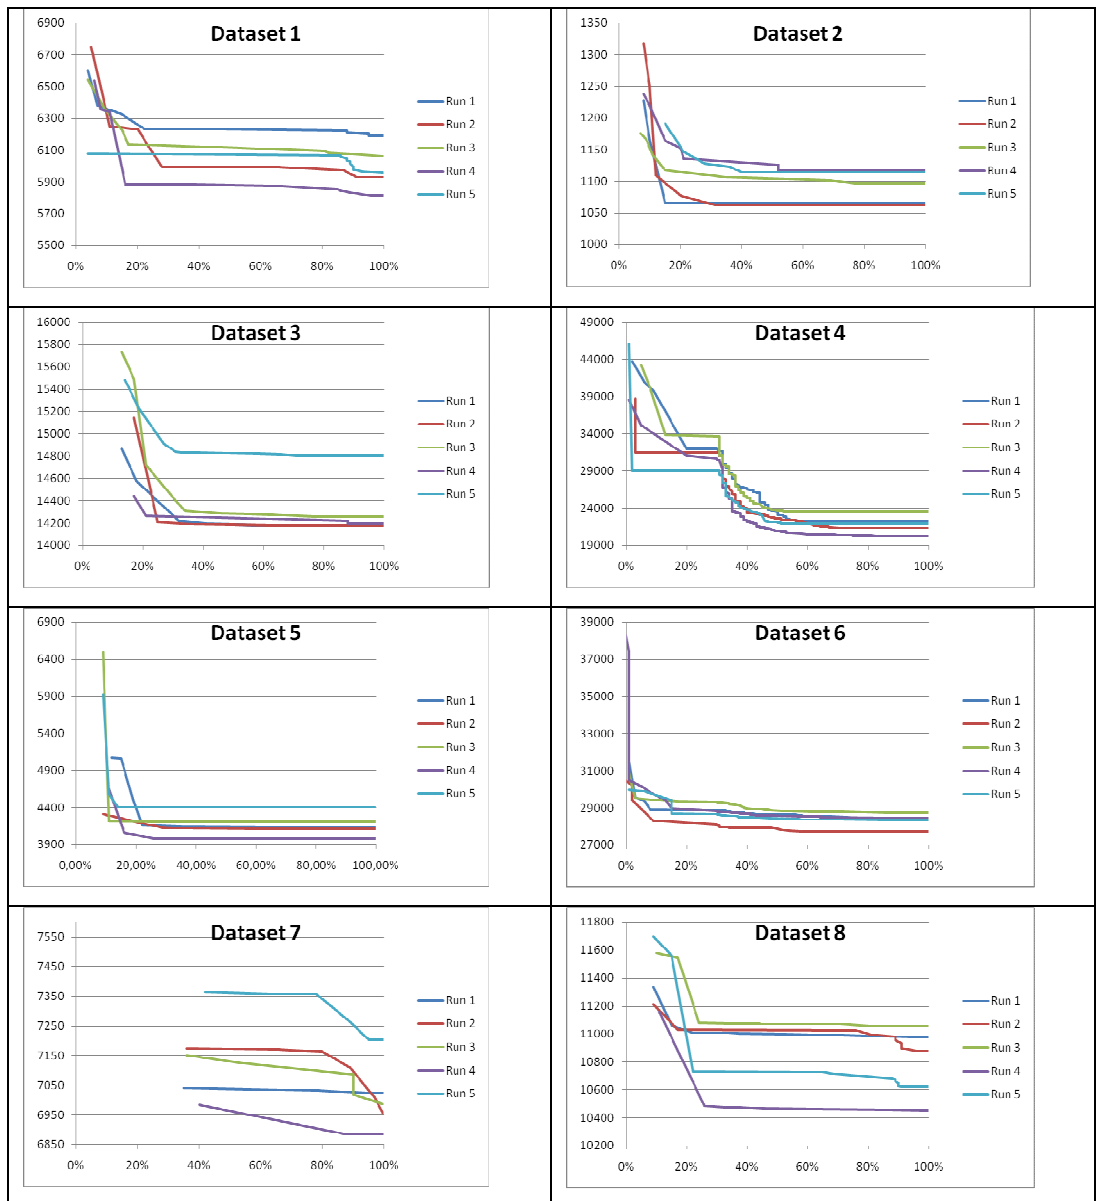 Dataset 1
6900
6700
6500
6300
6100
5900
5700
5500
0%
20%
40%
60%
80%
100%
Run 1
Run 2
Run 3
Run 4
Run 5
Dataset 2
1350
1300
1250
1200
1150
1100
1050
1000
0%
20%
40%
60%
80%
100%
Run 1
Run 2
Run 3
Run 4
Run 5
Dataset 3
16000
15800
15600
15400
15200
15000
14800
14600
14400
14200
14000
0%
20%
40%
60%
80%
100%
Run 1
Run 2
Run 3
Run 4
Run 5
Dataset 4
49000
44000
39000
34000
29000
24000
19000
0%
20%
40%
60%
80%
100%
Run 1
Run 2
Run 3
Run 4
Run 5
Dataset 5
6900
6400
5900
5400
4900
4400
3900
0,00%
20,00%
40,00%
60,00%
80,00%
100,00%
Run 1
Run 2
Run 3
Run 4
Run 5
Dataset 6
39000
37000
35000
33000
31000
29000
27000
0%
20%
40%
60%
80%
100%
Run 1
Run 2
Run 3
Run 4
Run 5
Dataset 7
7550
7450
7350
7250
7150
7050
6950
6850
0%
20%
40%
60%
80%
100%
Run 1
Run 2
Run 3
Run 4
Run 5
Dataset 8
11800
11600
11400
11200
11000
10800
10600
10400
10200
0%
20%
40%
60%
80%
100%
Run 1
Run 2
Run 3
Run 4
Run 5